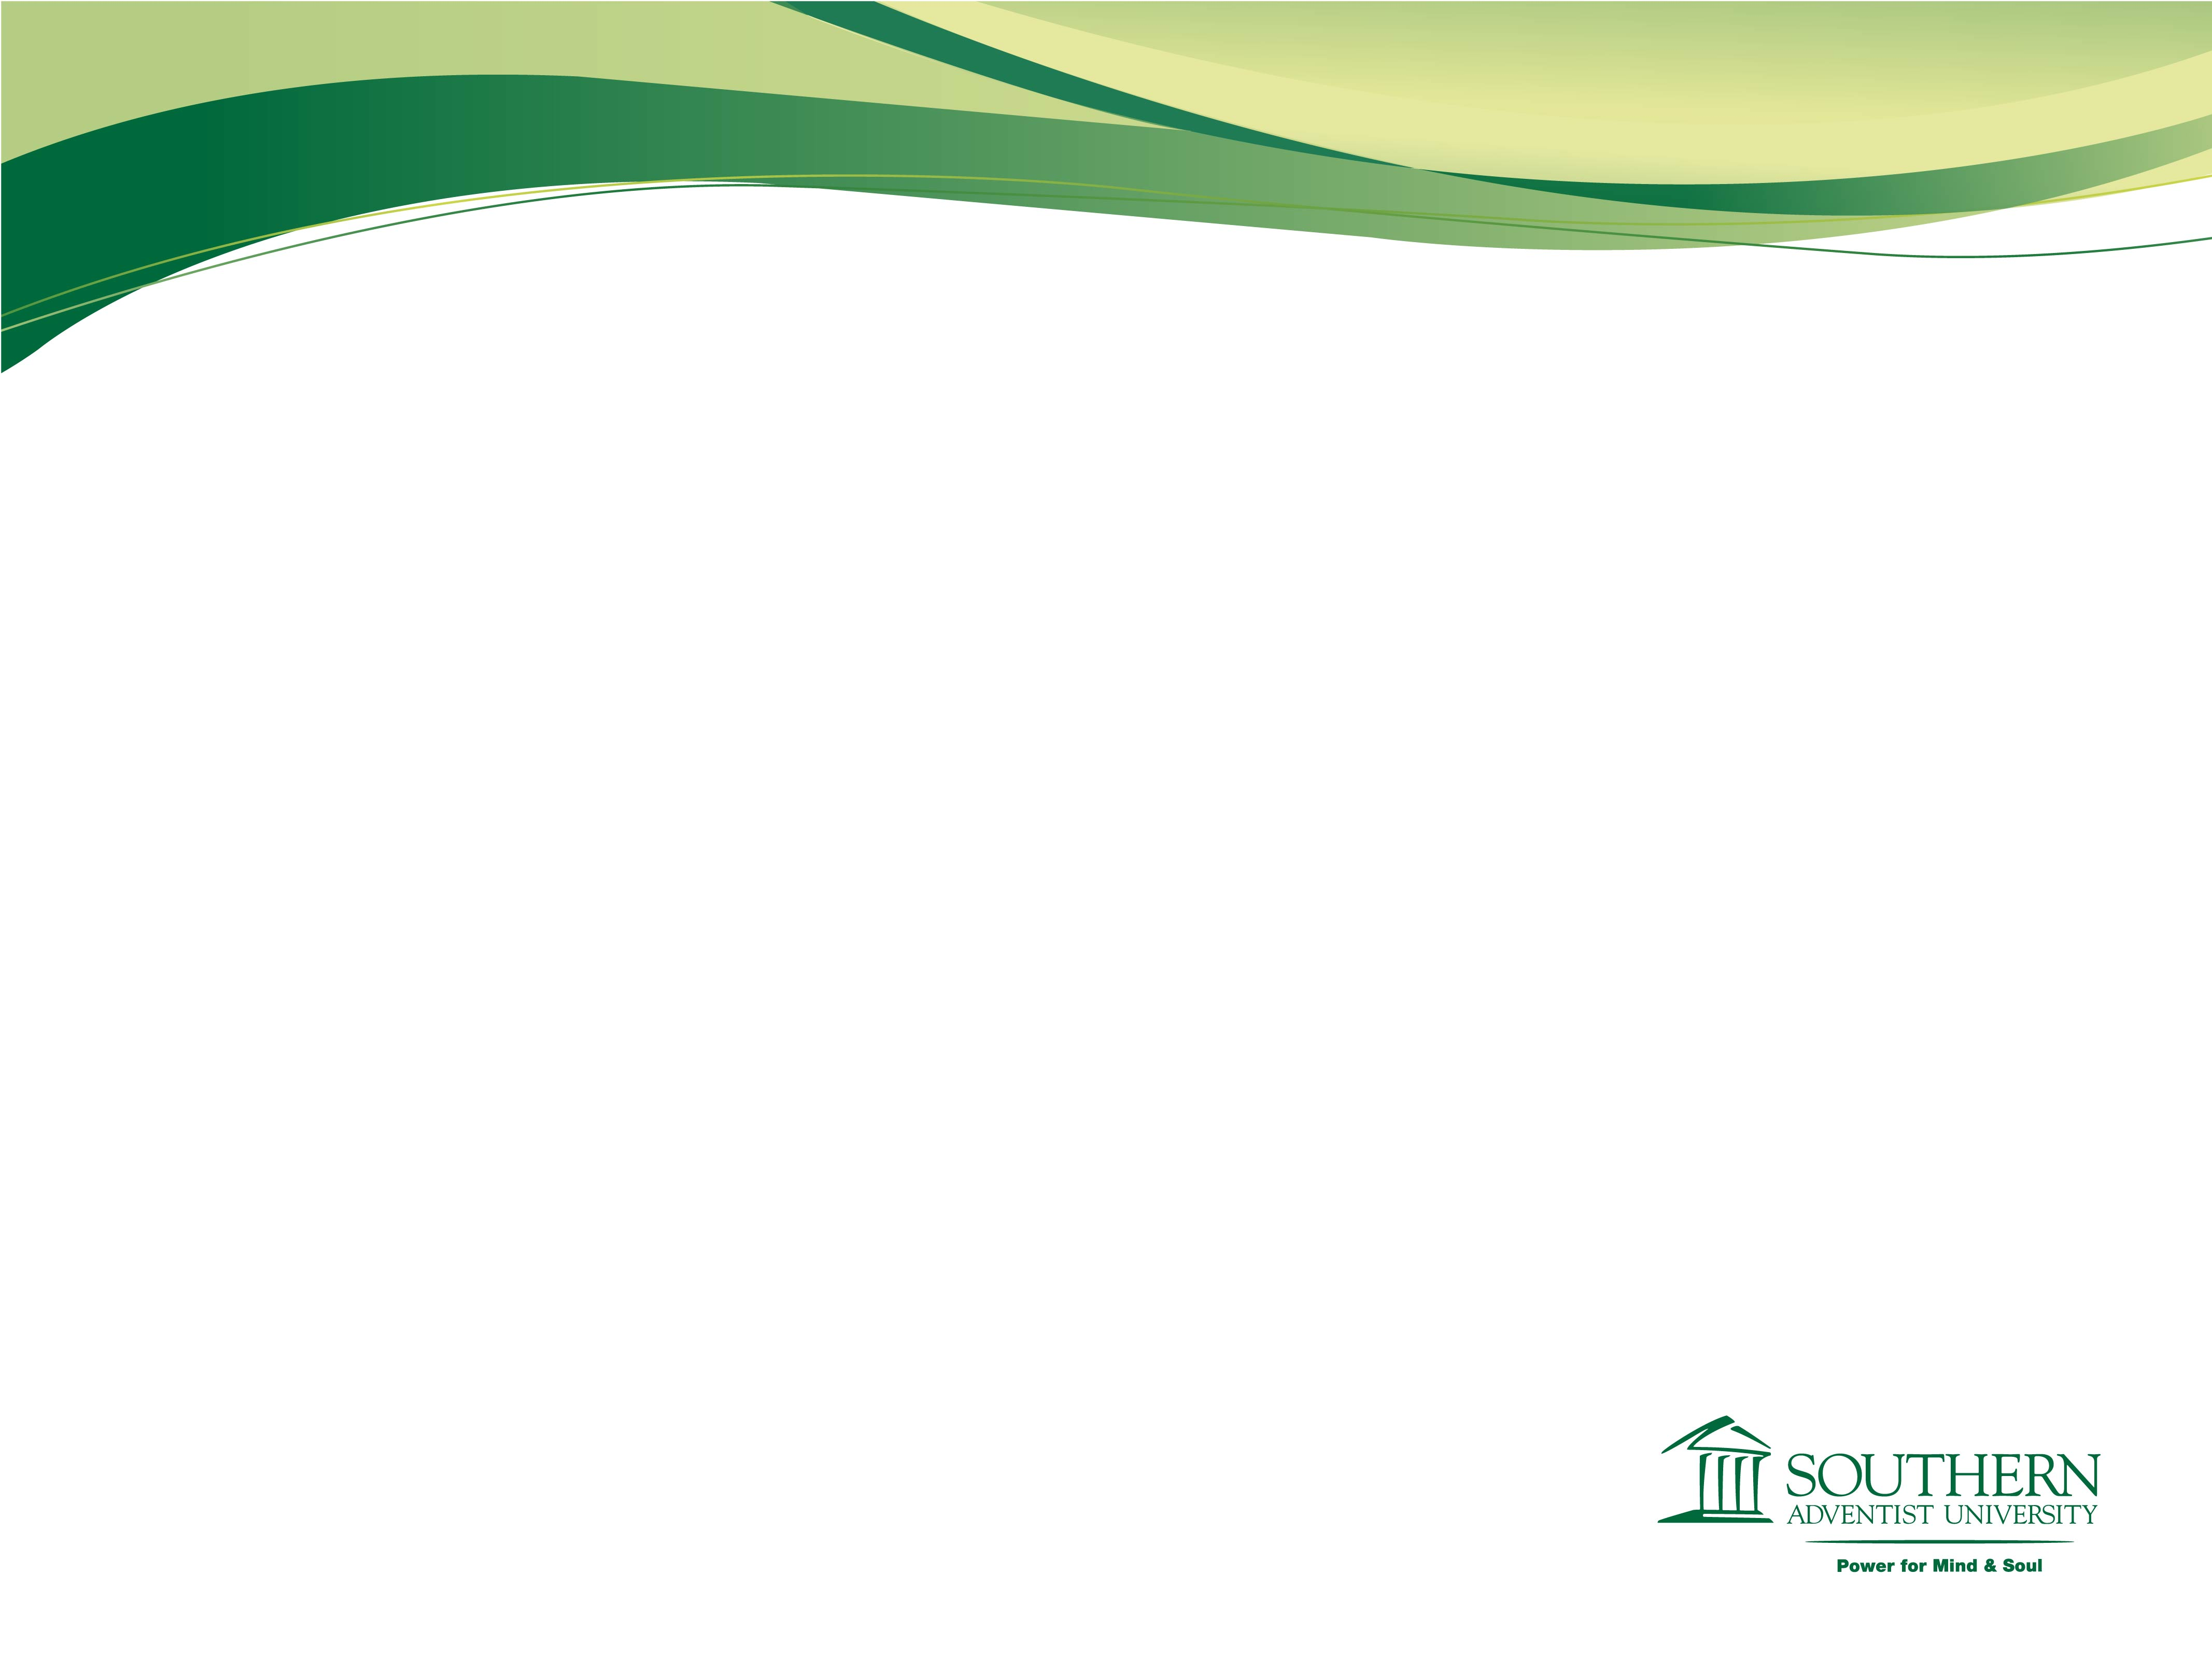 SOUTHERN
ADVENTIST UNIVERSITY
Power for Mind & Soul